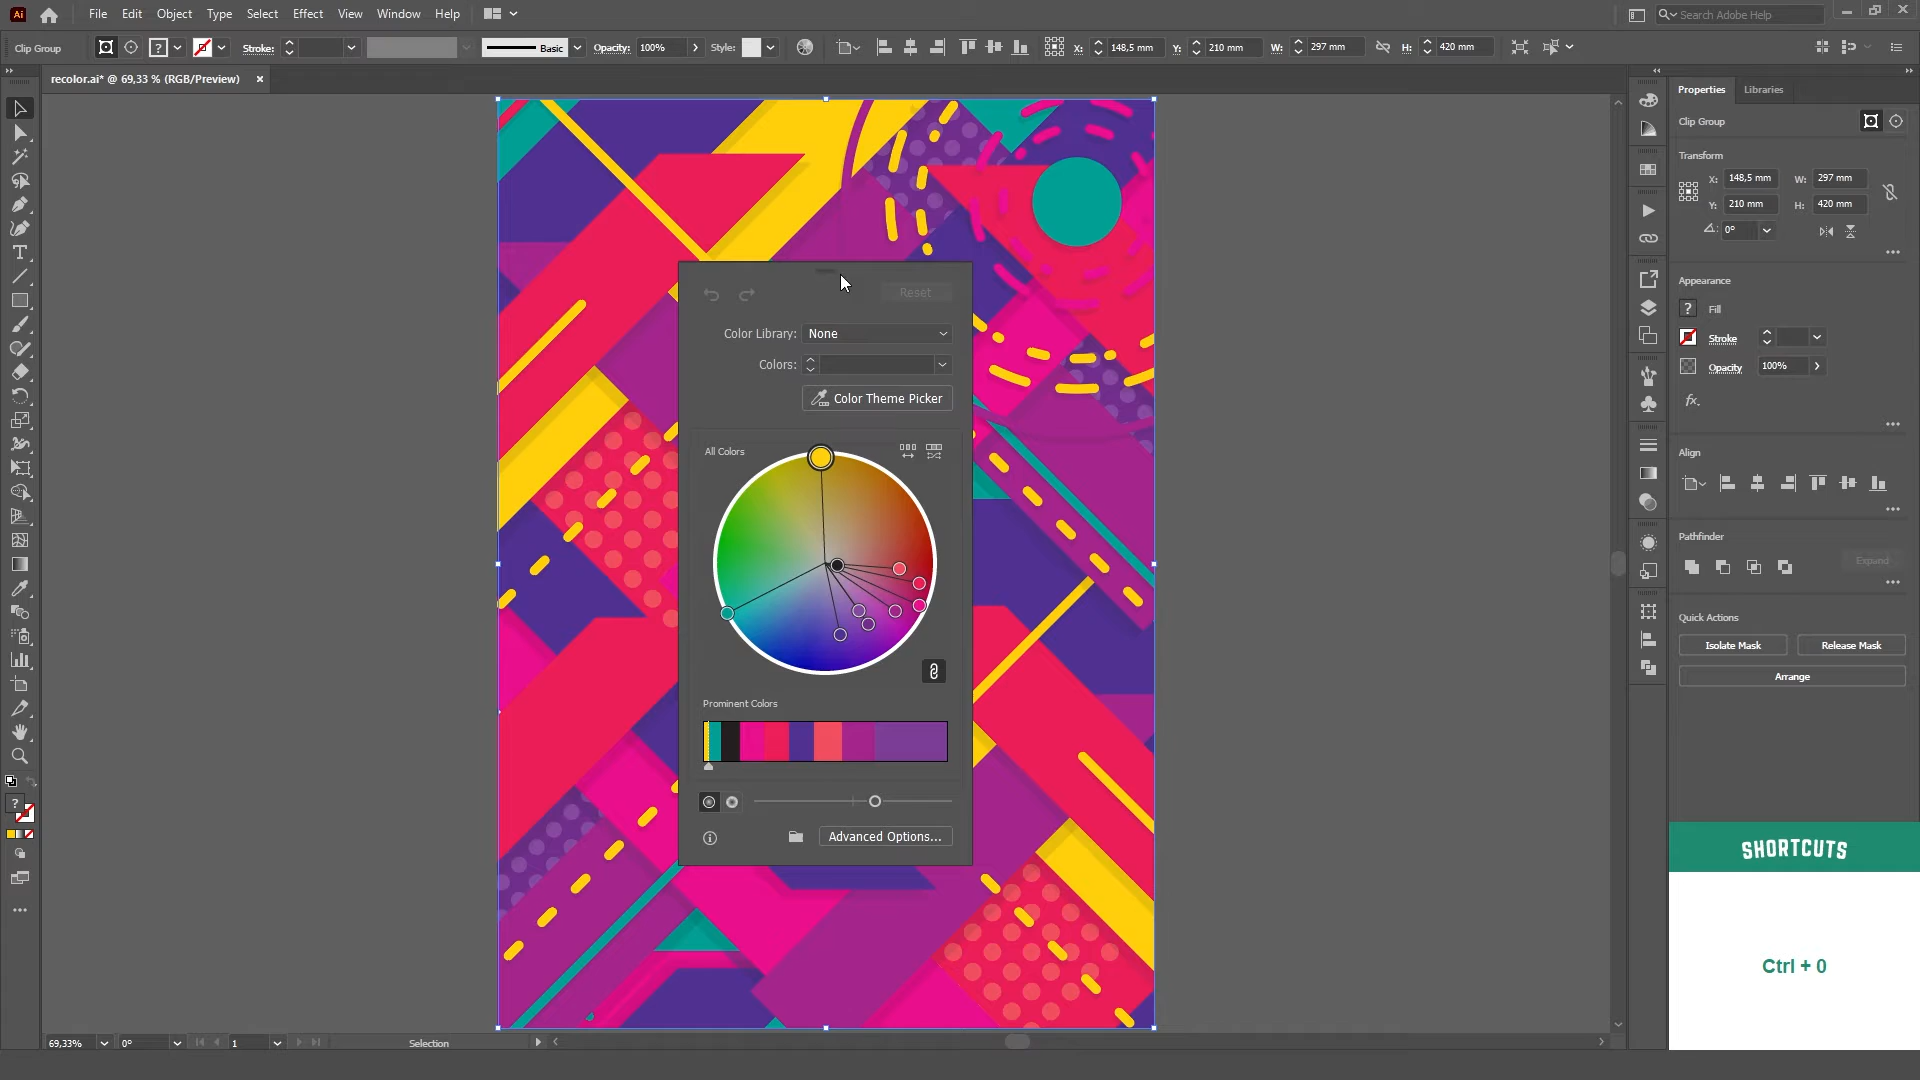 Ai File Edit Object Type Select Effect View Window Help Search Adobe Help
Clip Group ? Stroke: Basic Opacity: 100% Style: X: 148,5 mm Y: 210 mm W: 297 mm H: 420 mm
recolor.ai* @ 69,33 % (RGB/Preview) ×
Properties Libraries
Clip Group
Transform
X: 148,5 mm W: 297 mm
Y: 210 mm H: 420 mm
0°
Appearance
? Fill
Stroke
Opacity 100%
fx.
Align
Pathfinder
Expand
Quick Actions
Isolate Mask Release Mask
Arrange
Reset
Color Library: None
Colors:
Color Theme Picker
All Colors
Prominent Colors
Advanced Options...
SHORTCUTS
Ctrl + 0
69,33% 0° 1 Selection